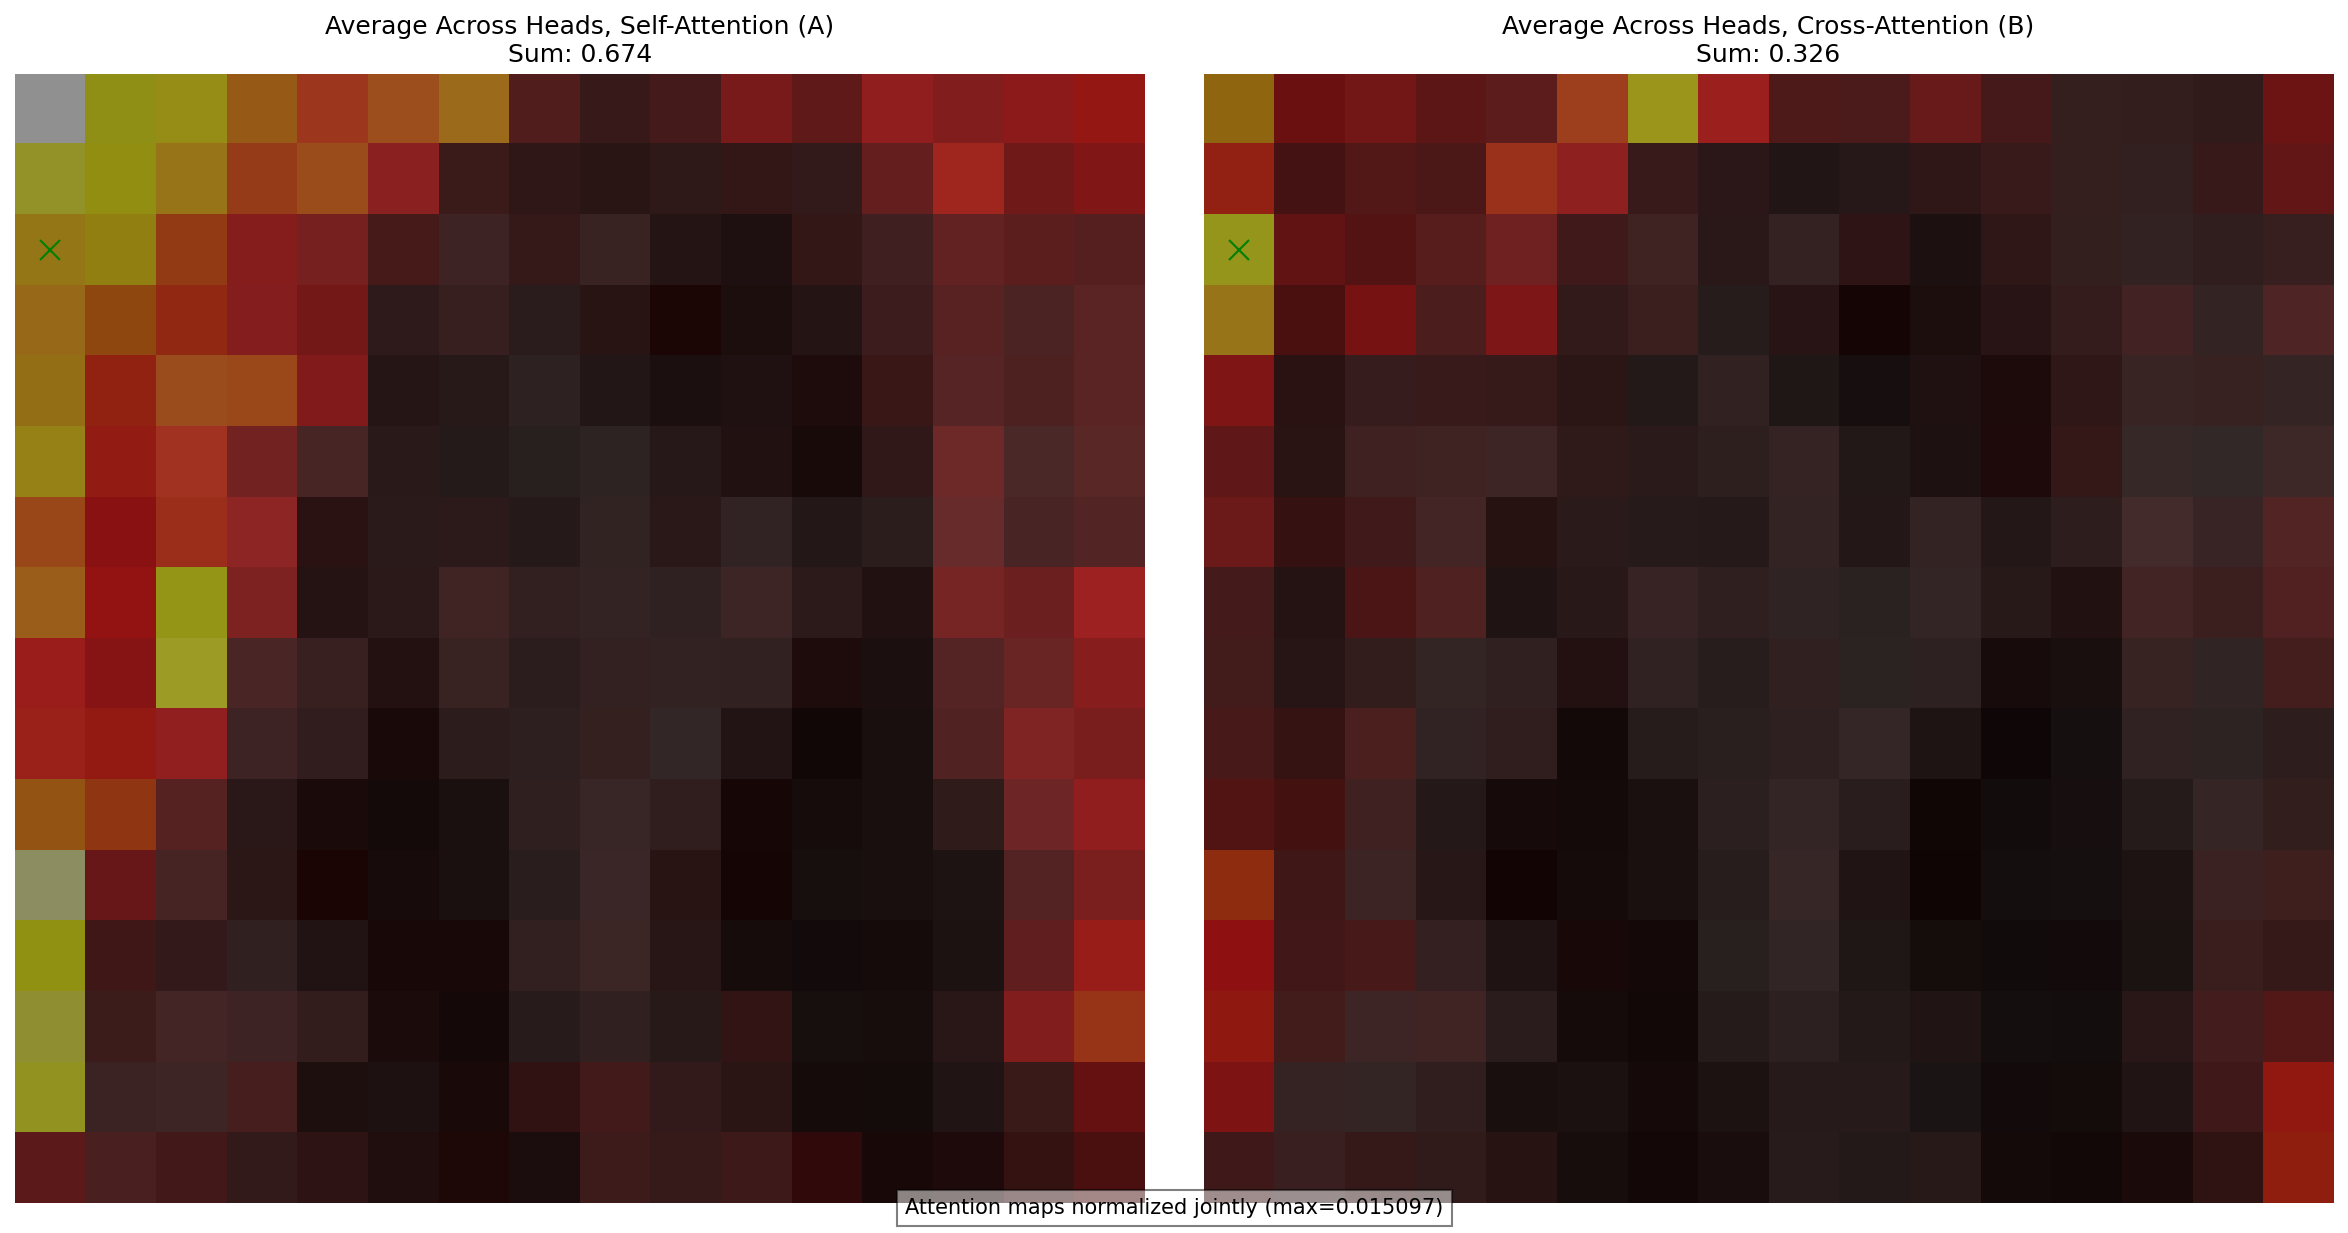 Average Across Heads, Self-Attention (A)
Sum: 0.674
Average Across Heads, Cross-Attention (B)
Sum: 0.326
Attention maps normalized jointly (max=0.015097)